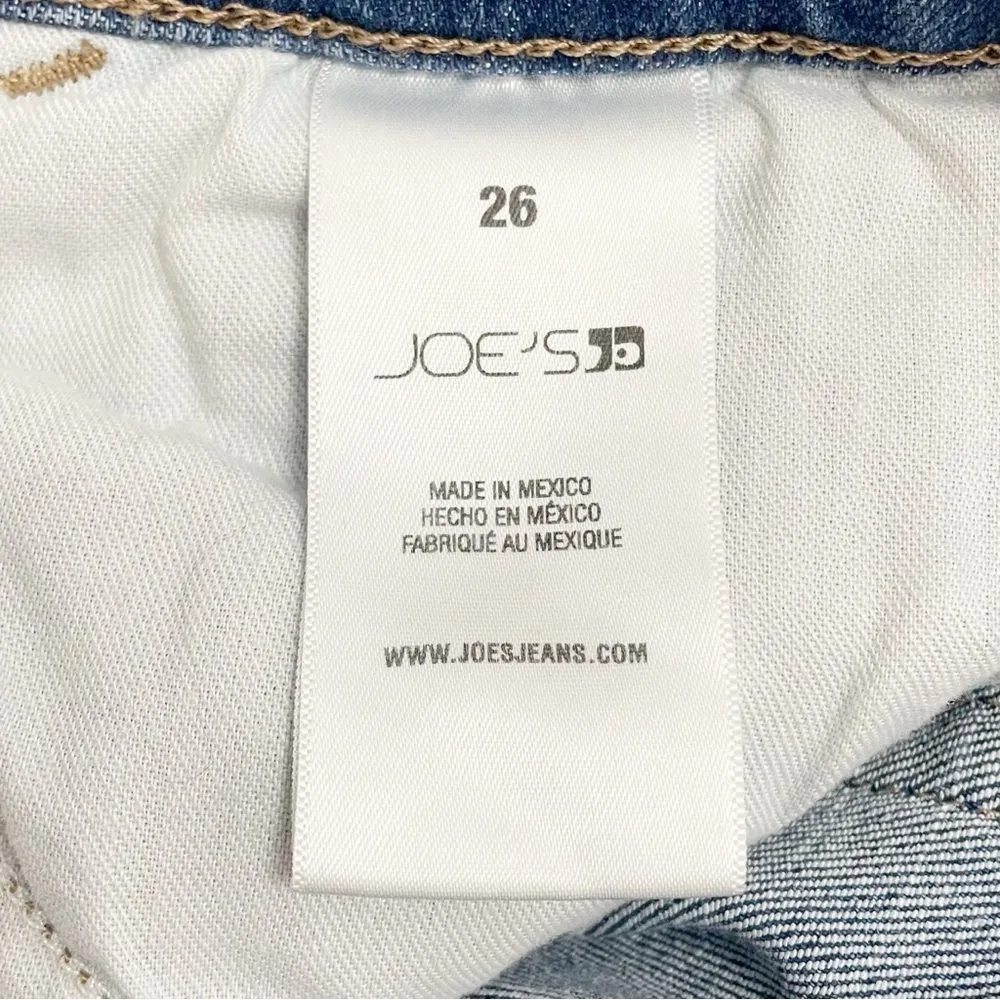 26
JOE'S
MADE IN MEXICO
HECHO EN MÉXICO
FABRIQUÉ AU MEXIQUE
WWW.JOESJEANS.COM